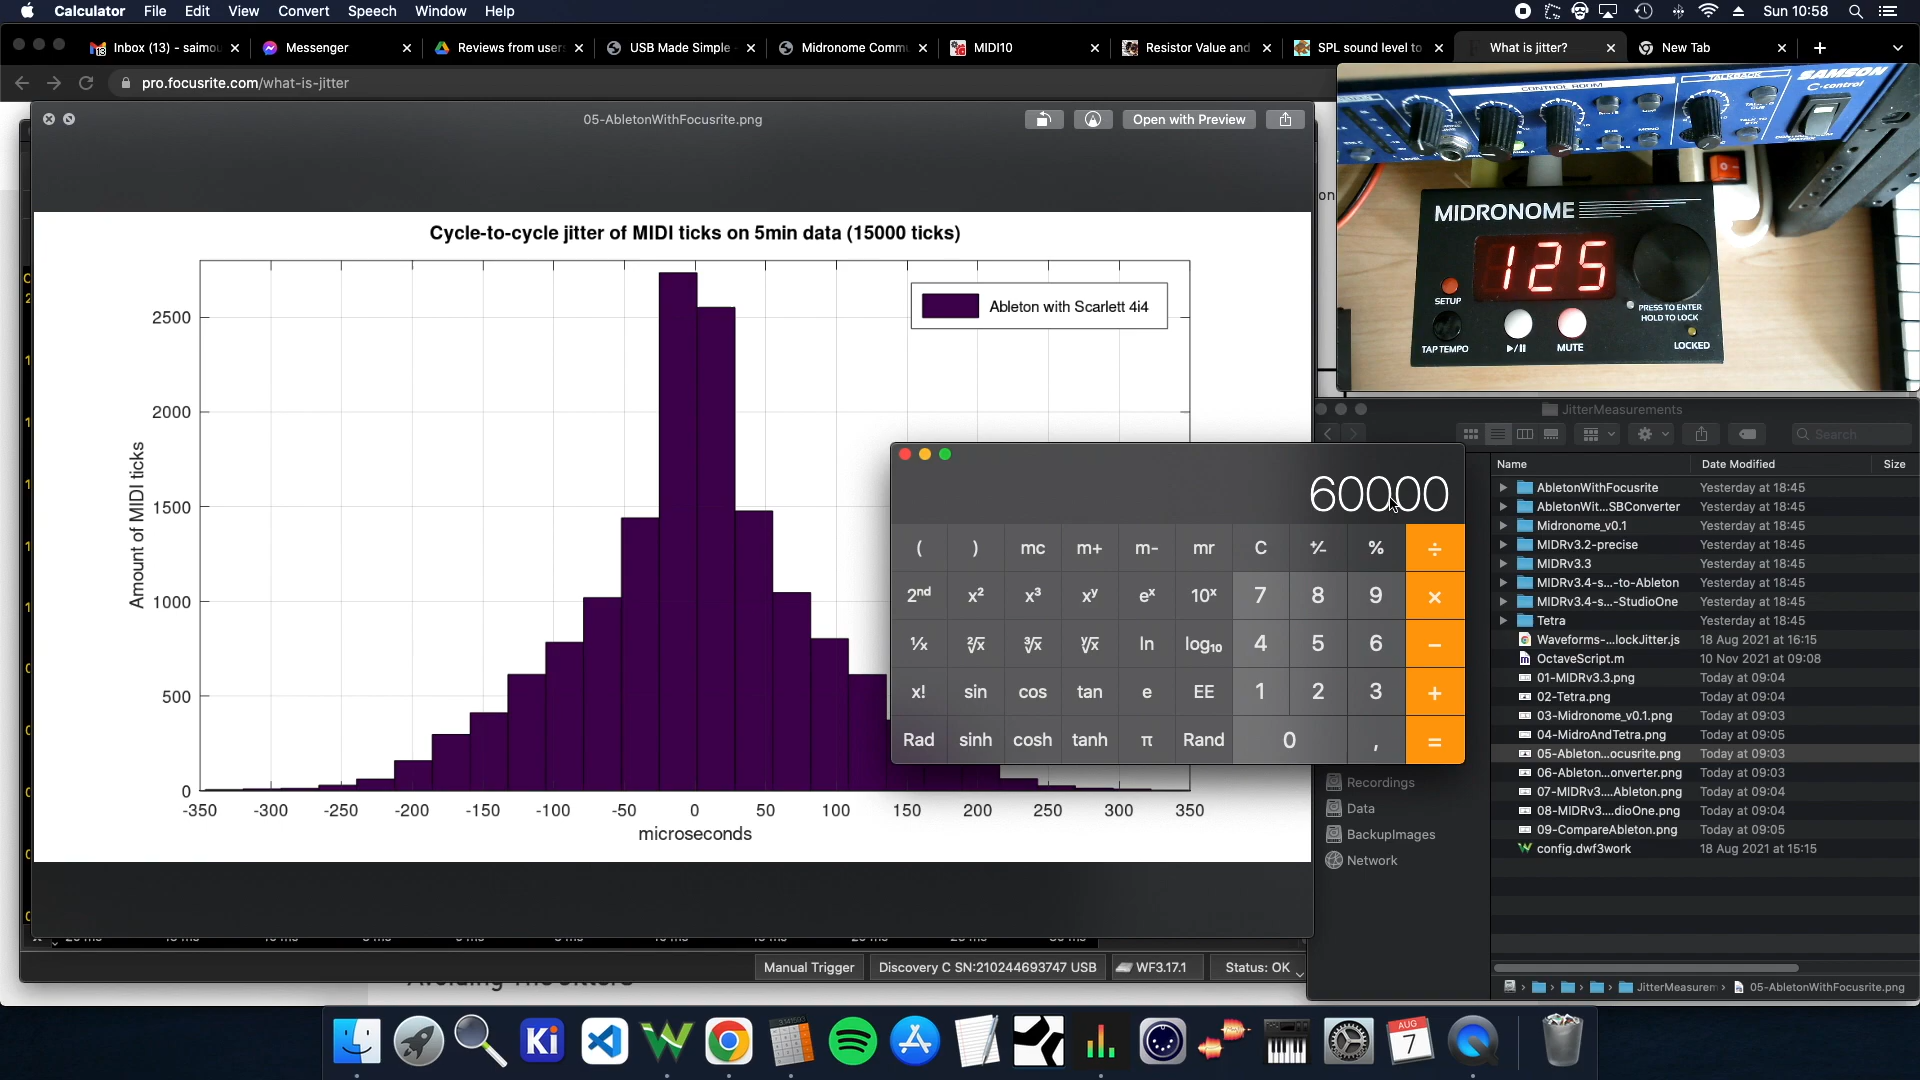 Calculator File Edit View Convert Speech Window Help
Sun 10:58
Inbox (13) - saimou
Messenger
Reviews from user
USB Made Simple
Midronome Comm
MIDI10
Resistor Value and
SPL sound level to
What is jitter?
New Tab
pro.focusrite.com/what-is-jitter
05-AbletonWithFocusrite.png
Open with Preview
Cycle-to-cycle jitter of MIDI ticks on 5min data (15000 ticks)
Ableton with Scarlett 4i4
Amount of MIDI ticks
2500
2000
1500
1000
500
0
-350 -300 -250 -200 -150 -100 -50 0 50 100 150 200 250 300 350
microseconds
60000
( ) mc m+ m- mr C ⁺∕₋ % ÷
2nd x² x³ xʸ eˣ 10ˣ 7 8 9 ×
¹∕x ²√x ³√x ʸ√x ln log₁₀ 4 5 6 −
x! sin cos tan e EE 1 2 3 +
Rad sinh cosh tanh π Rand 0 , =
CONTROL ROOM
TALKBACK
SAMSON
C·control
MIDRONOME
125
SETUP
TAP TEMPO
▶/II
MUTE
PRESS TO ENTER
HOLD TO LOCK
LOCKED
JitterMeasurements
Search
Name Date Modified Size
AbletonWithFocusrite Yesterday at 18:45
AbletonWit...SBConverter Yesterday at 18:45
Midronome_v0.1 Yesterday at 18:45
MIDRv3.2-precise Yesterday at 18:45
MIDRv3.3 Yesterday at 18:45
MIDRv3.4-s...-to-Ableton Yesterday at 18:45
MIDRv3.4-s...-StudioOne Yesterday at 18:45
Tetra Yesterday at 18:45
Waveforms-...lockJitter.js 18 Aug 2021 at 16:15
OctaveScript.m 10 Nov 2021 at 09:08
01-MIDRv3.3.png Today at 09:04
02-Tetra.png Today at 09:04
03-Midronome_v0.1.png Today at 09:03
04-MidroAndTetra.png Today at 09:05
05-Ableton...ocusrite.png Today at 09:03
06-Ableton...onverter.png Today at 09:03
07-MIDRv3....Ableton.png Today at 09:04
08-MIDRv3....dioOne.png Today at 09:04
09-CompareAbleton.png Today at 09:05
config.dwf3work 18 Aug 2021 at 15:15
Recordings
Data
BackupImages
Network
JitterMeasurem
05-AbletonWithFocusrite.png
Manual Trigger
Discovery C SN:210244693747 USB
WF3.17.1
Status: OK
Ki
3.141593
AUG
7